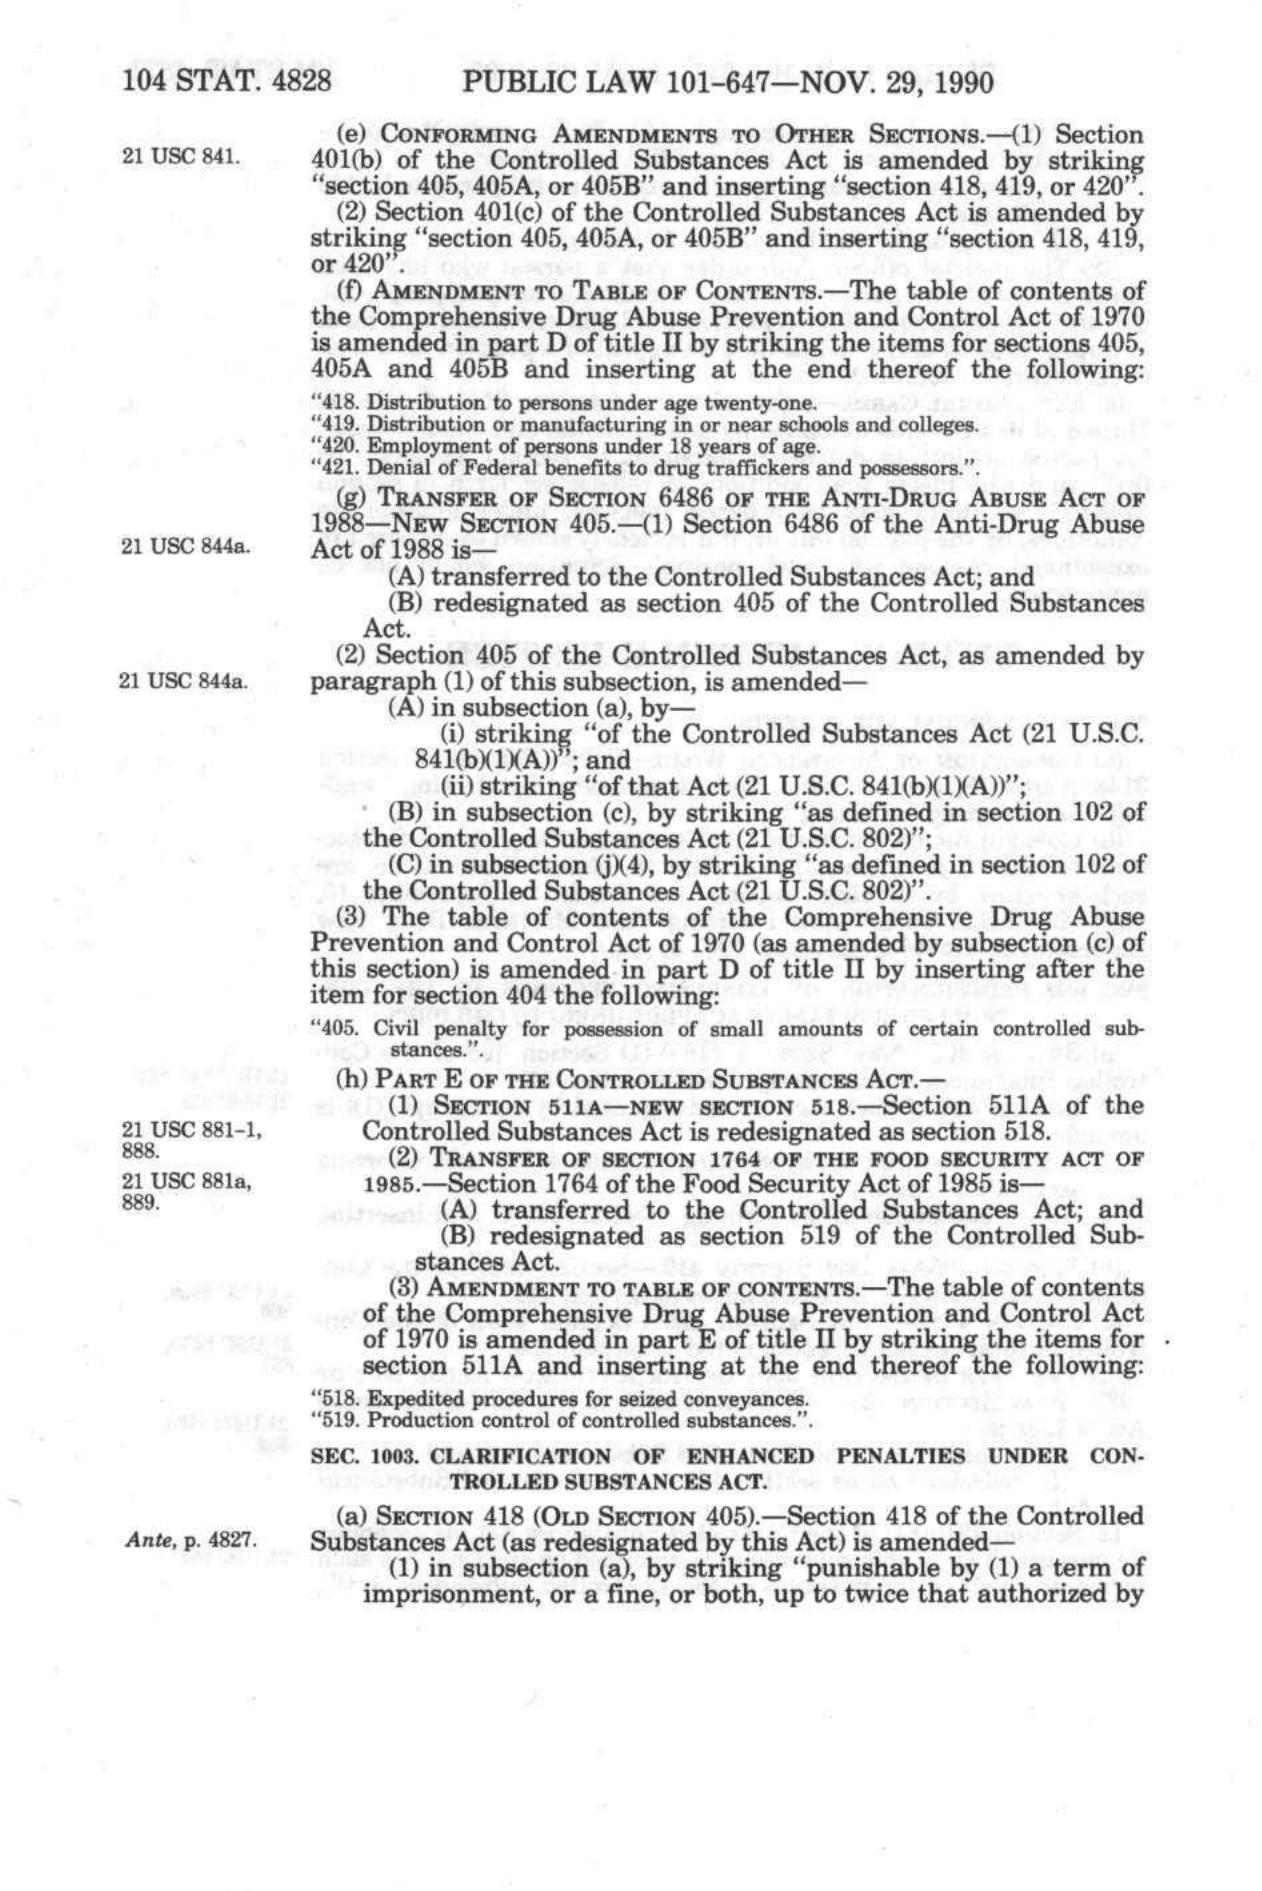 104 STAT. 4828 PUBLIC LAW 101–647—NOV. 29, 1990
(e) CONFORMING AMENDMENTS TO OTHER SECTIONS.—(1) Section
21 USC 841. 401(b) of the Controlled Substances Act is amended by striking
“section 405, 405A, or 405B” and inserting “section 418, 419, or 420”.
(2) Section 401(c) of the Controlled Substances Act is amended by
striking “section 405, 405A, or 405B” and inserting “section 418, 419,
or 420”.
(f) AMENDMENT TO TABLE OF CONTENTS.—The table of contents of
the Comprehensive Drug Abuse Prevention and Control Act of 1970
is amended in part D of title II by striking the items for sections 405,
405A and 405B and inserting at the end thereof the following:
“418. Distribution to persons under age twenty-one.
“419. Distribution or manufacturing in or near schools and colleges.
“420. Employment of persons under 18 years of age.
“421. Denial of Federal benefits to drug traffickers and possessors.”.
(g) TRANSFER OF SECTION 6486 OF THE ANTI-DRUG ABUSE ACT OF
1988—NEW SECTION 405.—(1) Section 6486 of the Anti-Drug Abuse
21 USC 844a. Act of 1988 is—
(A) transferred to the Controlled Substances Act; and
(B) redesignated as section 405 of the Controlled Substances
Act.
(2) Section 405 of the Controlled Substances Act, as amended by
21 USC 844a. paragraph (1) of this subsection, is amended—
(A) in subsection (a), by—
(i) striking “of the Controlled Substances Act (21 U.S.C.
841(b)(1)(A))”; and
(ii) striking “of that Act (21 U.S.C. 841(b)(1)(A))”;
(B) in subsection (c), by striking “as defined in section 102 of
the Controlled Substances Act (21 U.S.C. 802)”;
(C) in subsection (j)(4), by striking “as defined in section 102 of
the Controlled Substances Act (21 U.S.C. 802)”.
(3) The table of contents of the Comprehensive Drug Abuse
Prevention and Control Act of 1970 (as amended by subsection (c) of
this section) is amended in part D of title II by inserting after the
item for section 404 the following:
“405. Civil penalty for possession of small amounts of certain controlled sub-
stances.”.
(h) PART E OF THE CONTROLLED SUBSTANCES ACT.—
(1) SECTION 511A—NEW SECTION 518.—Section 511A of the
21 USC 881–1, Controlled Substances Act is redesignated as section 518.
888.
(2) TRANSFER OF SECTION 1764 OF THE FOOD SECURITY ACT OF
21 USC 881a, 1985.—Section 1764 of the Food Security Act of 1985 is—
889.
(A) transferred to the Controlled Substances Act; and
(B) redesignated as section 519 of the Controlled Sub-
stances Act.
(3) AMENDMENT TO TABLE OF CONTENTS.—The table of contents
of the Comprehensive Drug Abuse Prevention and Control Act
of 1970 is amended in part E of title II by striking the items for
section 511A and inserting at the end thereof the following:
“518. Expedited procedures for seized conveyances.
“519. Production control of controlled substances.”.
SEC. 1003. CLARIFICATION OF ENHANCED PENALTIES UNDER CON-
TROLLED SUBSTANCES ACT.
(a) SECTION 418 (OLD SECTION 405).—Section 418 of the Controlled
Ante, p. 4827. Substances Act (as redesignated by this Act) is amended—
(1) in subsection (a), by striking “punishable by (1) a term of
imprisonment, or a fine, or both, up to twice that authorized by